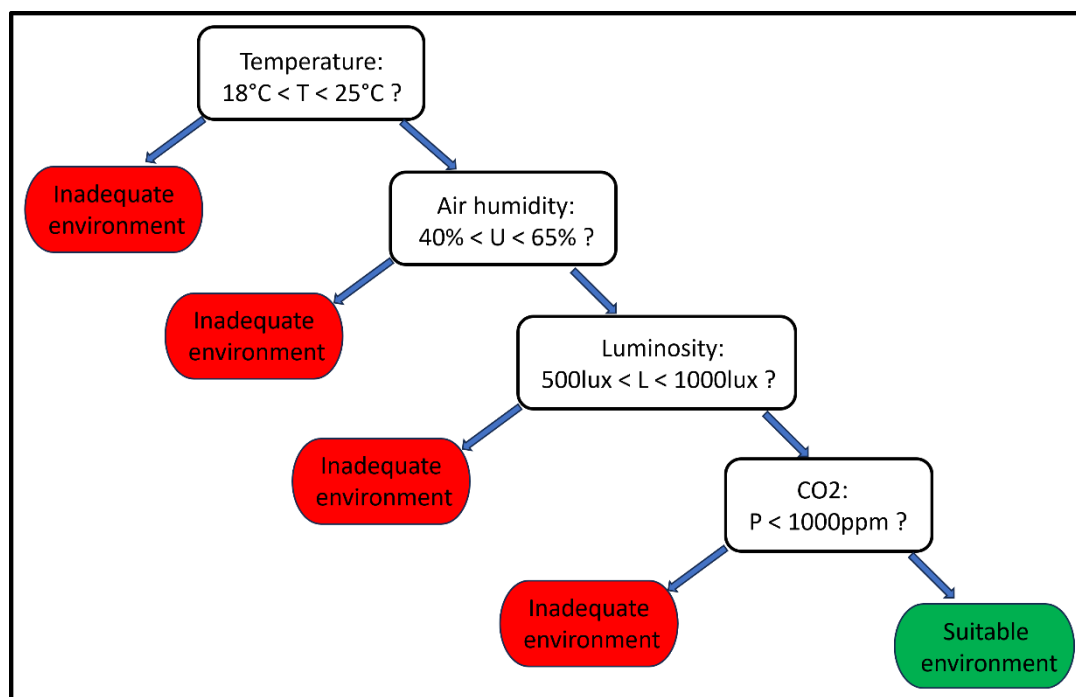 Temperature:
18°C < T < 25°C ?
Inadequate
environment
Air humidity:
40% < U < 65% ?
Inadequate
environment
Luminosity:
500lux < L < 1000lux ?
Inadequate
environment
CO2:
P < 1000ppm ?
Inadequate
environment
Suitable
environment